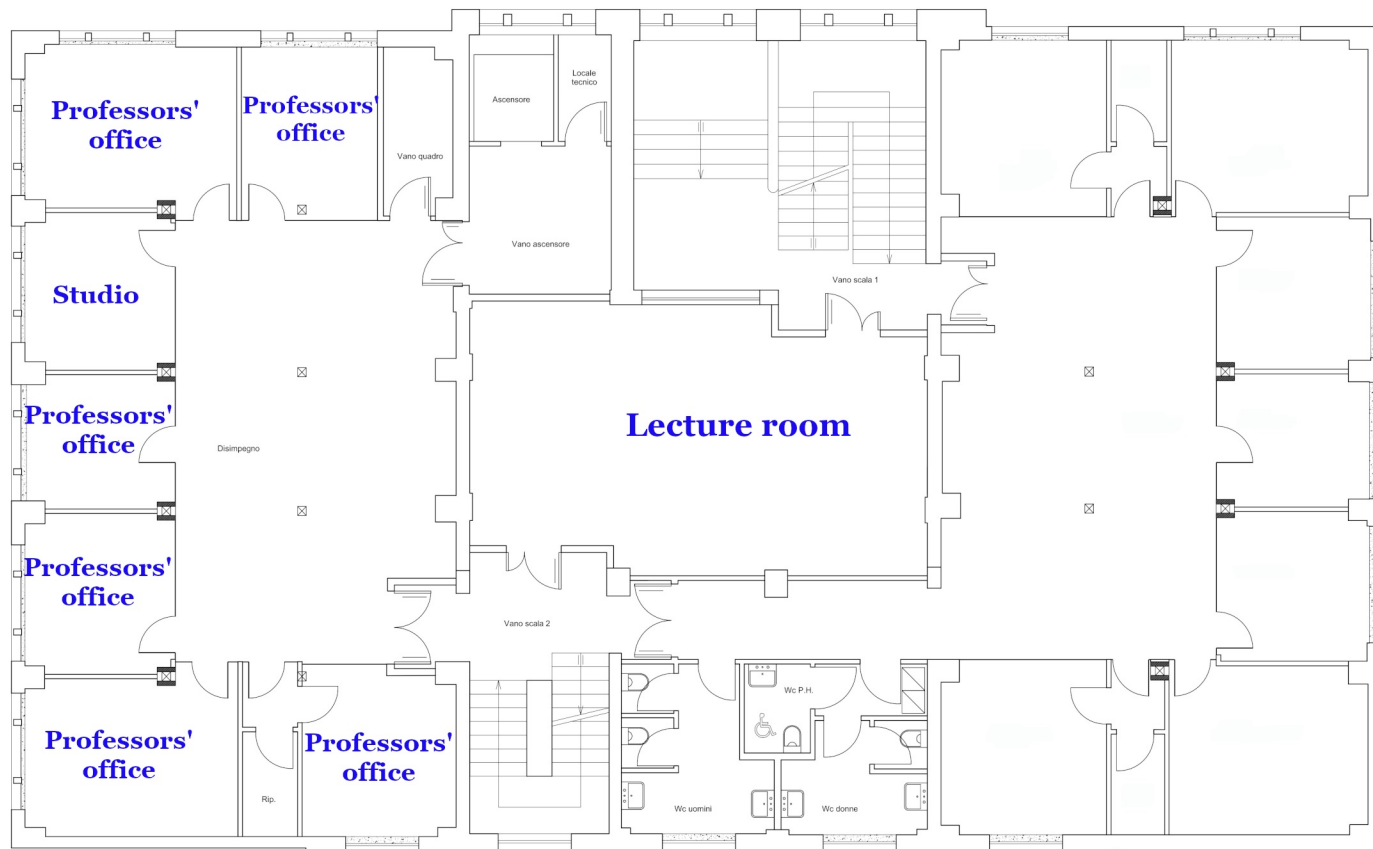 Professors'
office
Professors'
office
Ascensore
Locale
tecnico
Vano quadro
Vano ascensore
Vano scala 1
Studio
Professors'
office
Disimpegno
Lecture room
Professors'
office
Vano scala 2
Professors'
office
Rip.
Professors'
office
Wc P.H.
Wc uomini
Wc donne